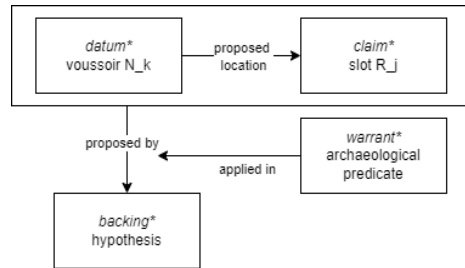 datum*
voussoir N_k
proposed
location
claim*
slot R_j
proposed by
applied in
warrant*
archaeological
predicate
backing*
hypothesis